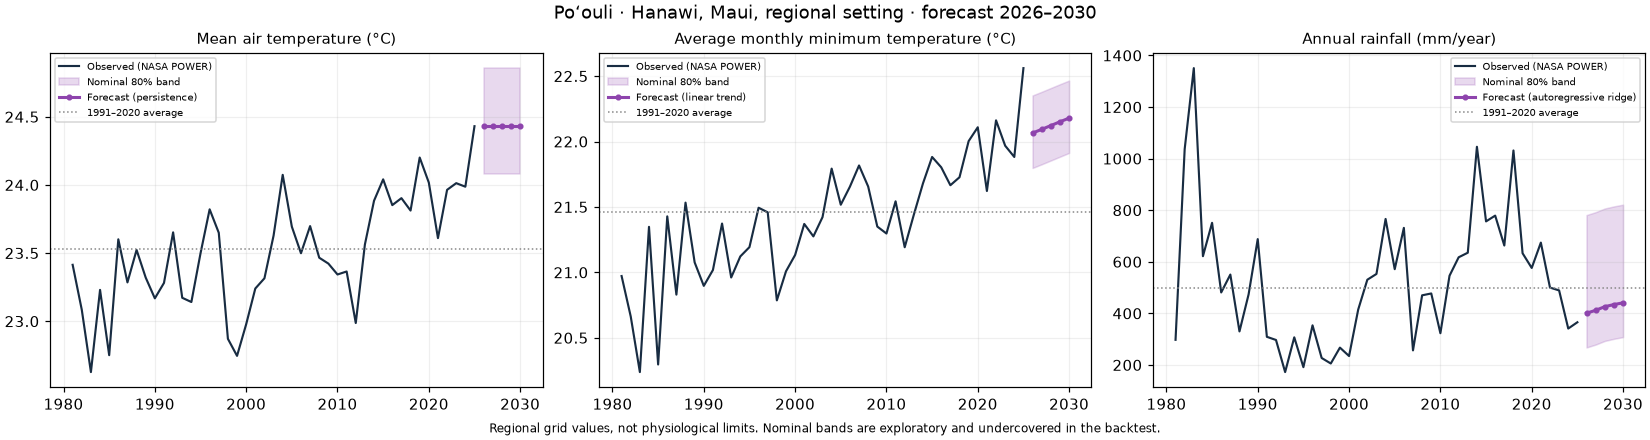 Poʻouli · Hanawi, Maui, regional setting · forecast 2026–2030
Mean air temperature (°C)
Observed (NASA POWER)
Nominal 80% band
Forecast (persistence)
1991–2020 average
24.5
24.0
23.5
23.0
1980 1990 2000 2010 2020 2030
Average monthly minimum temperature (°C)
Observed (NASA POWER)
Nominal 80% band
Forecast (linear trend)
1991–2020 average
22.5
22.0
21.5
21.0
20.5
1980 1990 2000 2010 2020 2030
Annual rainfall (mm/year)
Observed (NASA POWER)
Nominal 80% band
Forecast (autoregressive ridge)
1991–2020 average
1400
1200
1000
800
600
400
200
1980 1990 2000 2010 2020 2030
Regional grid values, not physiological limits. Nominal bands are exploratory and undercovered in the backtest.